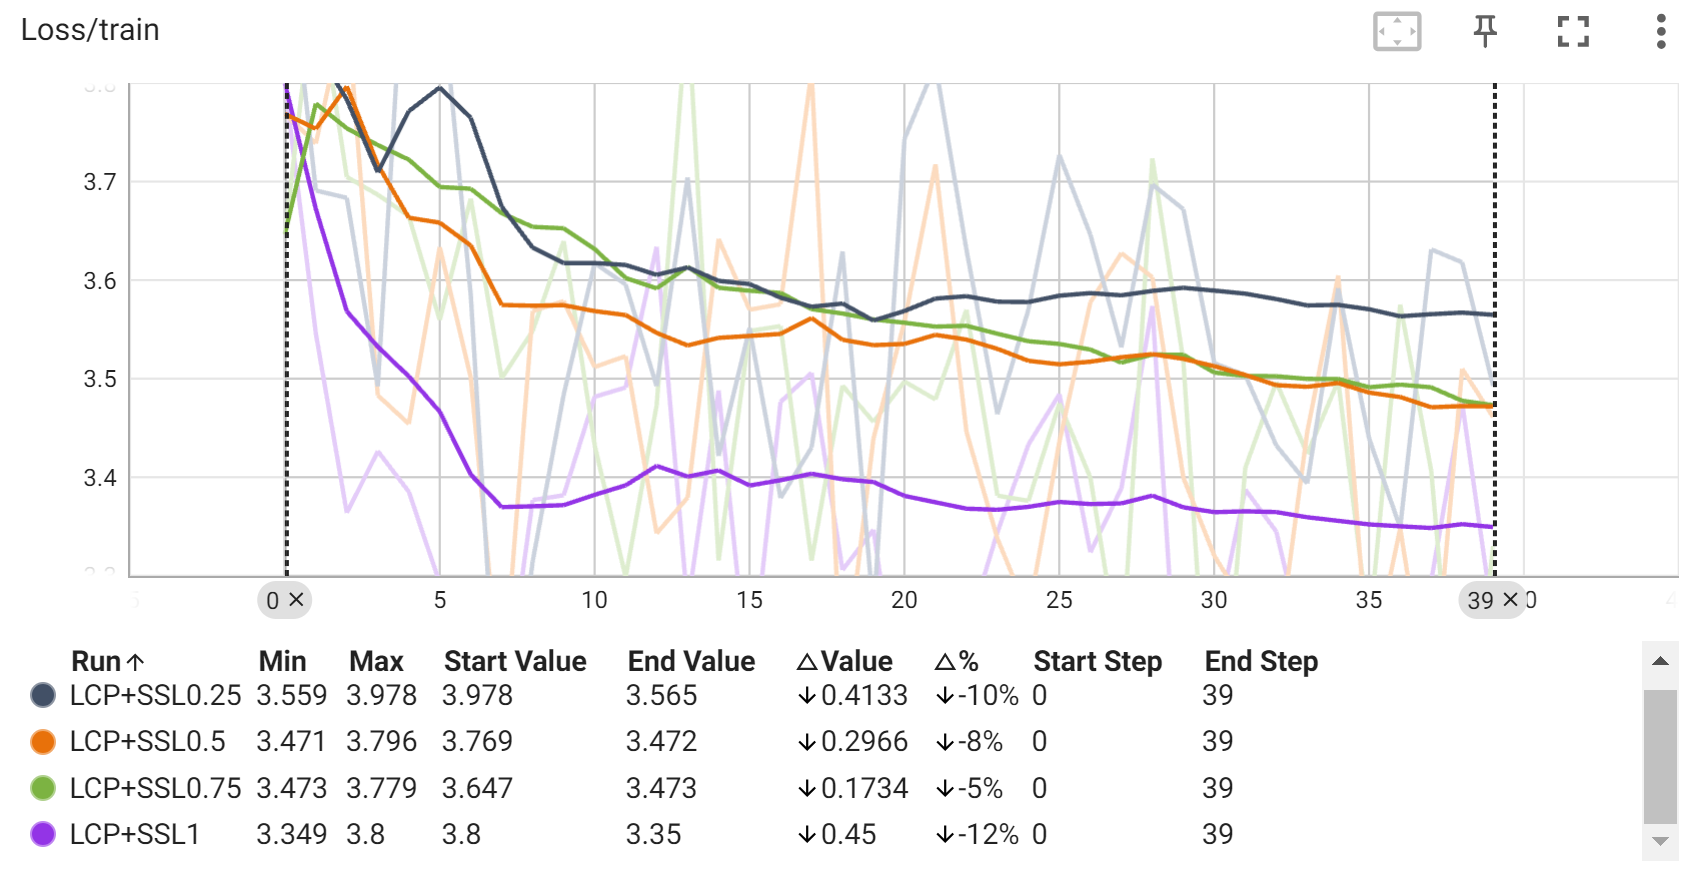 Loss/train
3.8
3.7
3.6
3.5
3.4
0 × 5 10 15 20 25 30 35 39 × 0
Run↑ Min Max Start Value End Value △Value △% Start Step End Step
LCP+SSL0.25 3.559 3.978 3.978 3.565 ↓0.4133 ↓-10% 0 39
LCP+SSL0.5 3.471 3.796 3.769 3.472 ↓0.2966 ↓-8% 0 39
LCP+SSL0.75 3.473 3.779 3.647 3.473 ↓0.1734 ↓-5% 0 39
LCP+SSL1 3.349 3.8 3.8 3.35 ↓0.45 ↓-12% 0 39